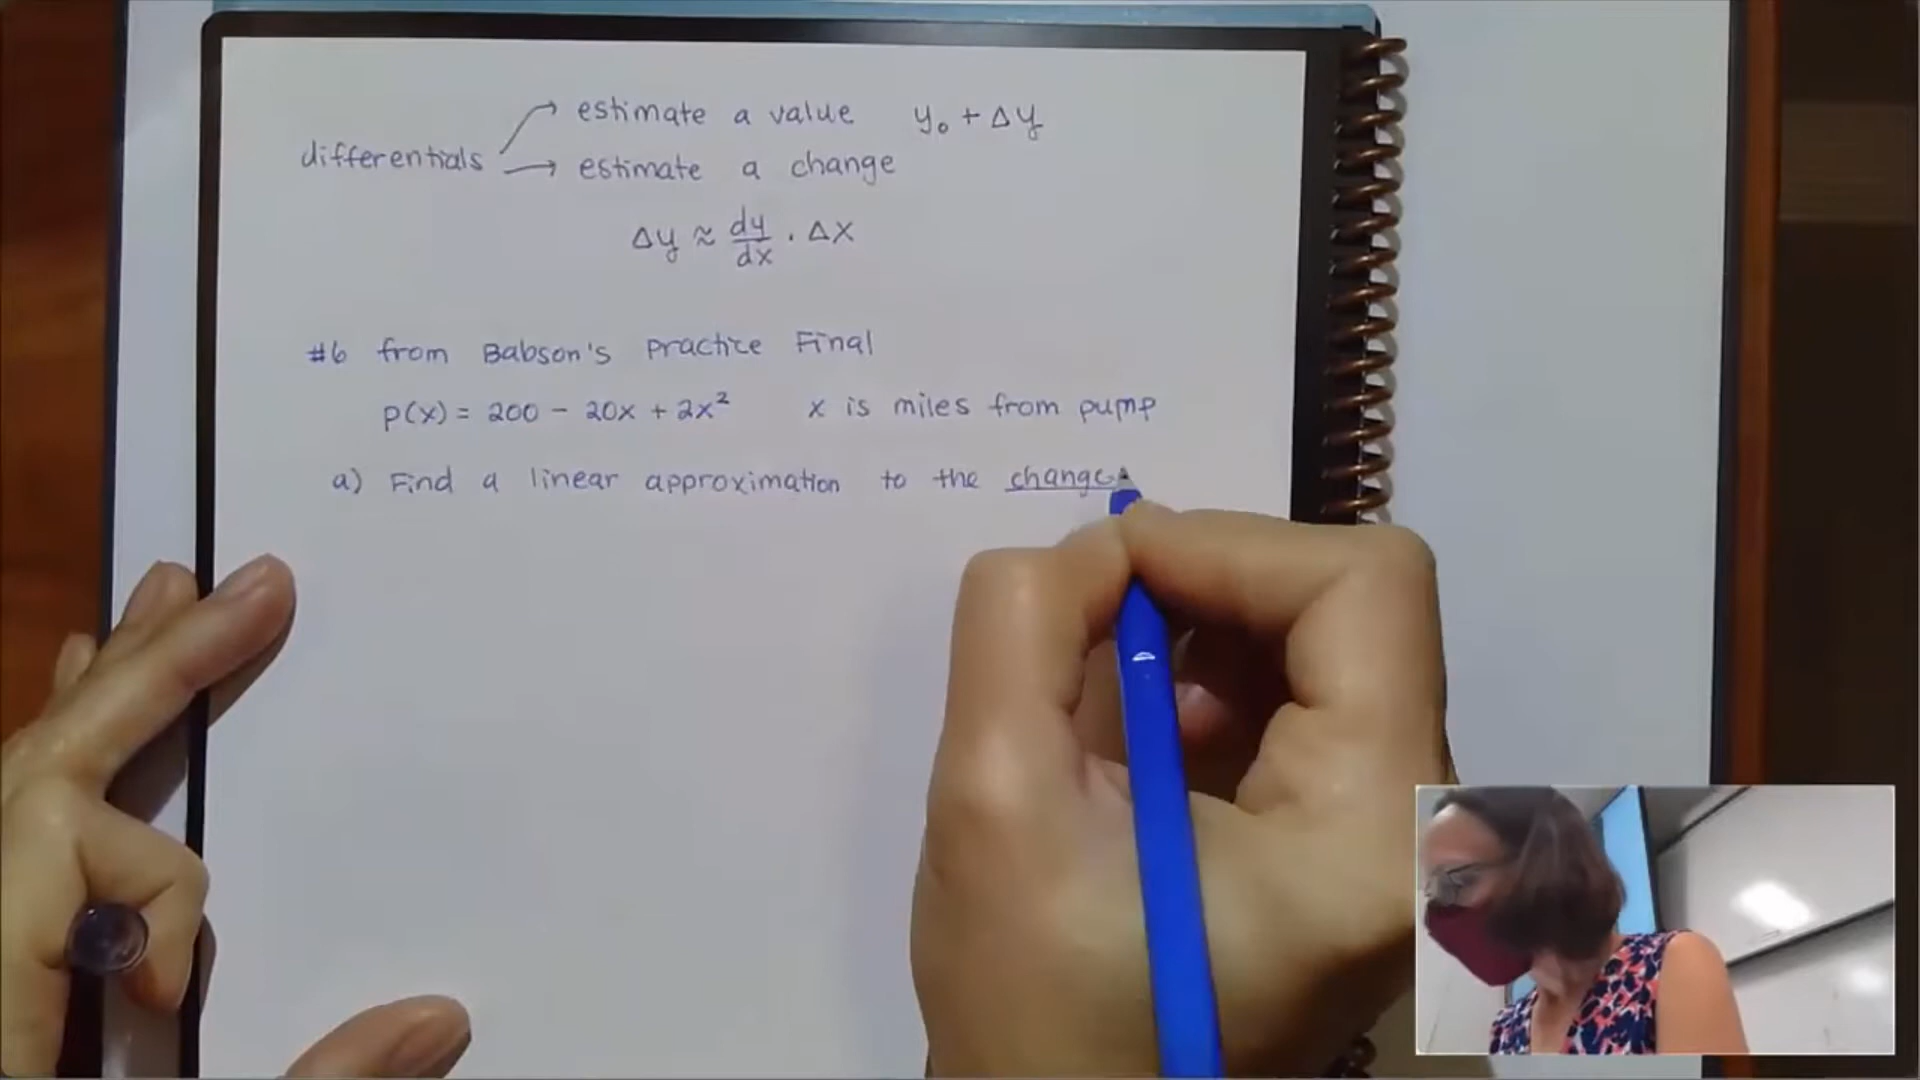 estimate a value y₀ + Δy
differentials
estimate a change
Δy ≈ dy/dx · Δx
#6 from Babson's Practice Final
p(x) = 200 - 20x + 2x² x is miles from pump
a) Find a linear approximation to the change